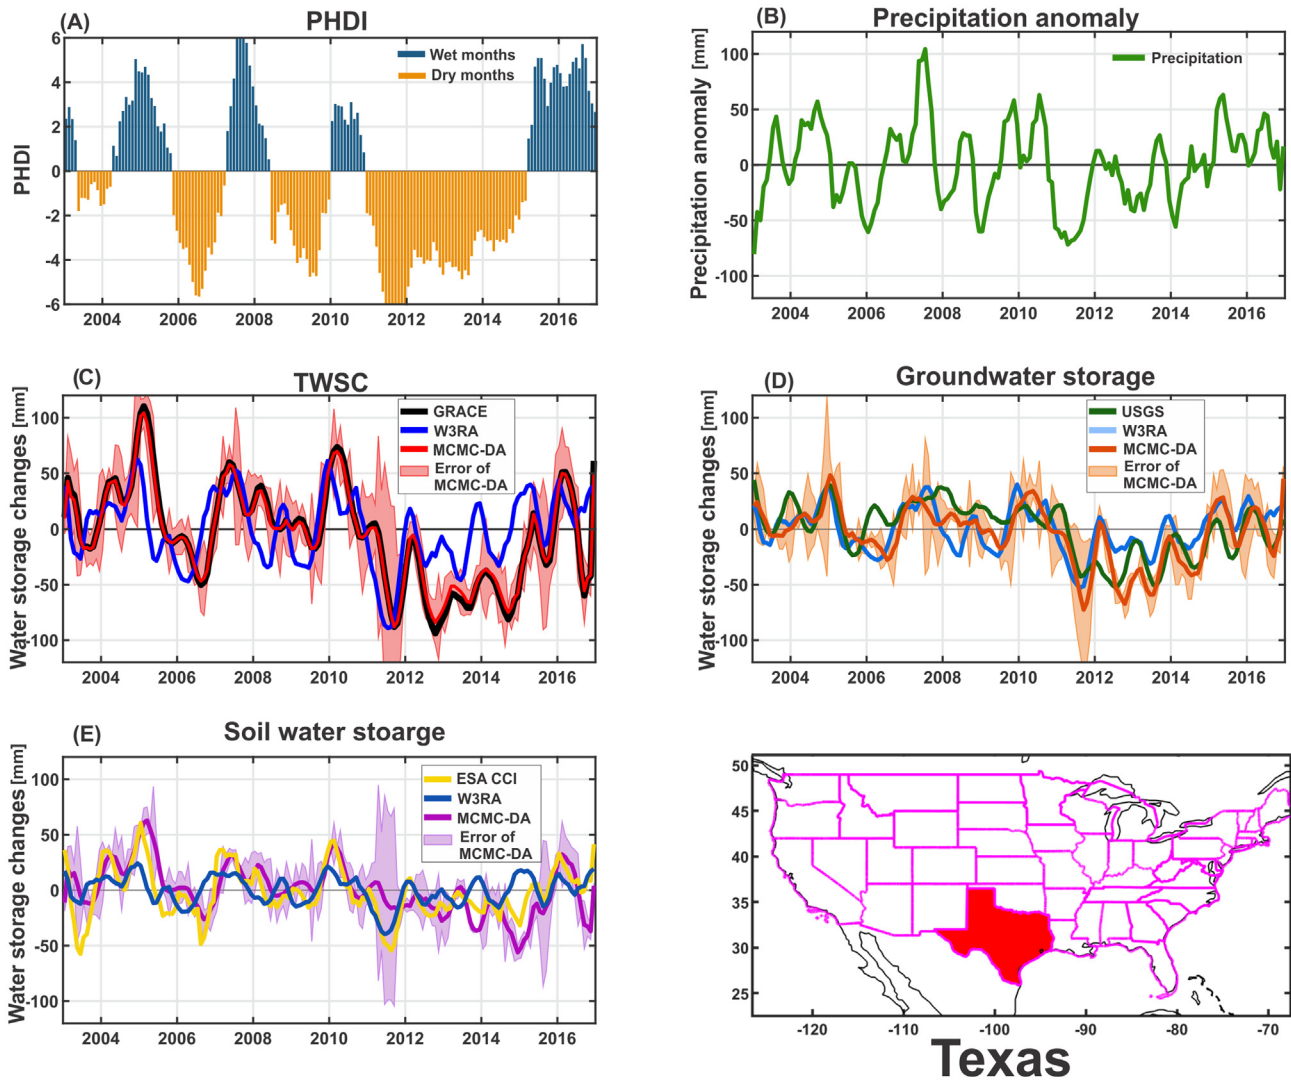 (A)
PHDI
PHDI
6
4
2
0
-2
-4
-6
Wet months
Dry months
2004 2006 2008 2010 2012 2014 2016
(B)
Precipitation anomaly
Precipitation anomaly [mm]
100
50
0
-50
-100
Precipitation
2004 2006 2008 2010 2012 2014 2016
(C)
TWSC
Water storage changes [mm]
100
50
0
-50
-100
GRACE
W3RA
MCMC-DA
Error of
MCMC-DA
2004 2006 2008 2010 2012 2014 2016
(D)
Groundwater storage
Water storage changes [mm]
100
50
0
-50
-100
USGS
W3RA
MCMC-DA
Error of
MCMC-DA
2004 2006 2008 2010 2012 2014 2016
(E)
Soil water stoarge
Water storage changes [mm]
100
50
0
-50
-100
ESA CCI
W3RA
MCMC-DA
Error of
MCMC-DA
2004 2006 2008 2010 2012 2014 2016
50
45
40
35
30
25
-120 -110 -100 -90 -80 -70
Texas